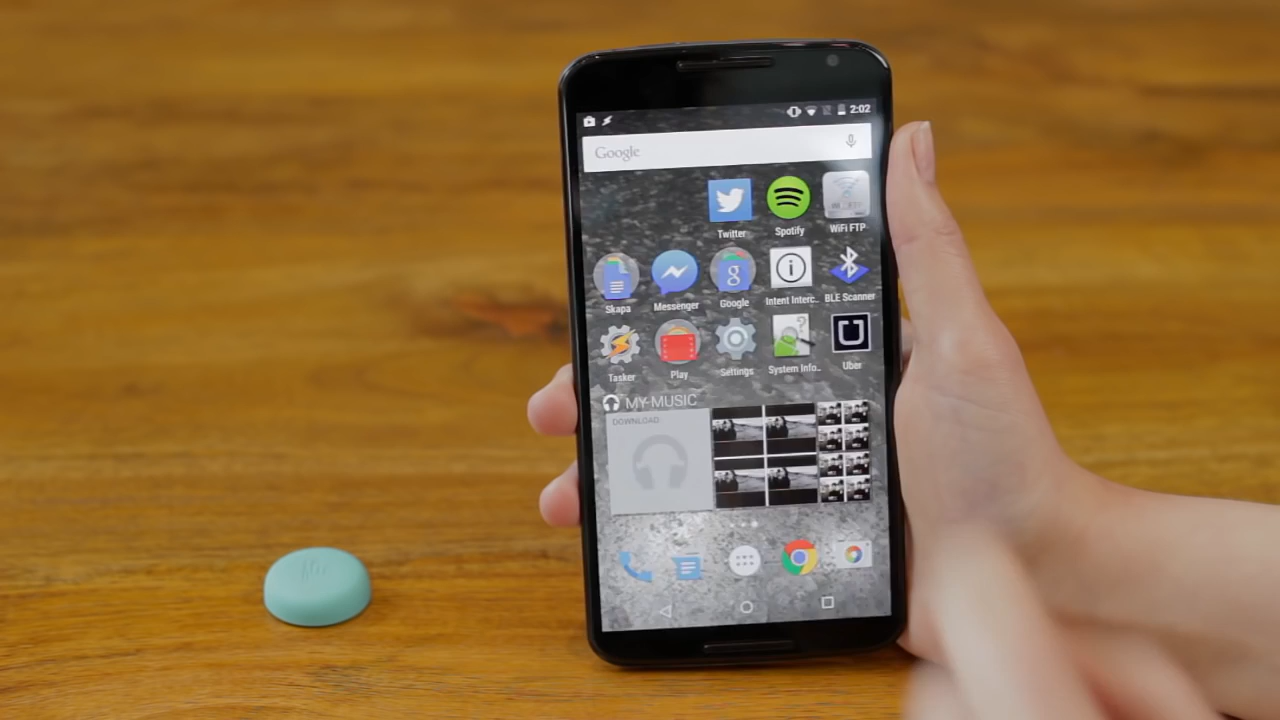 2:02
Google
Twitter
Spotify
WiFi FTP
Skapa
Messenger
Google
Intent Interc..
BLE Scanner
Tasker
Play
Settings
System Info..
Uber
MY-MUSIC
DOWNLOAD